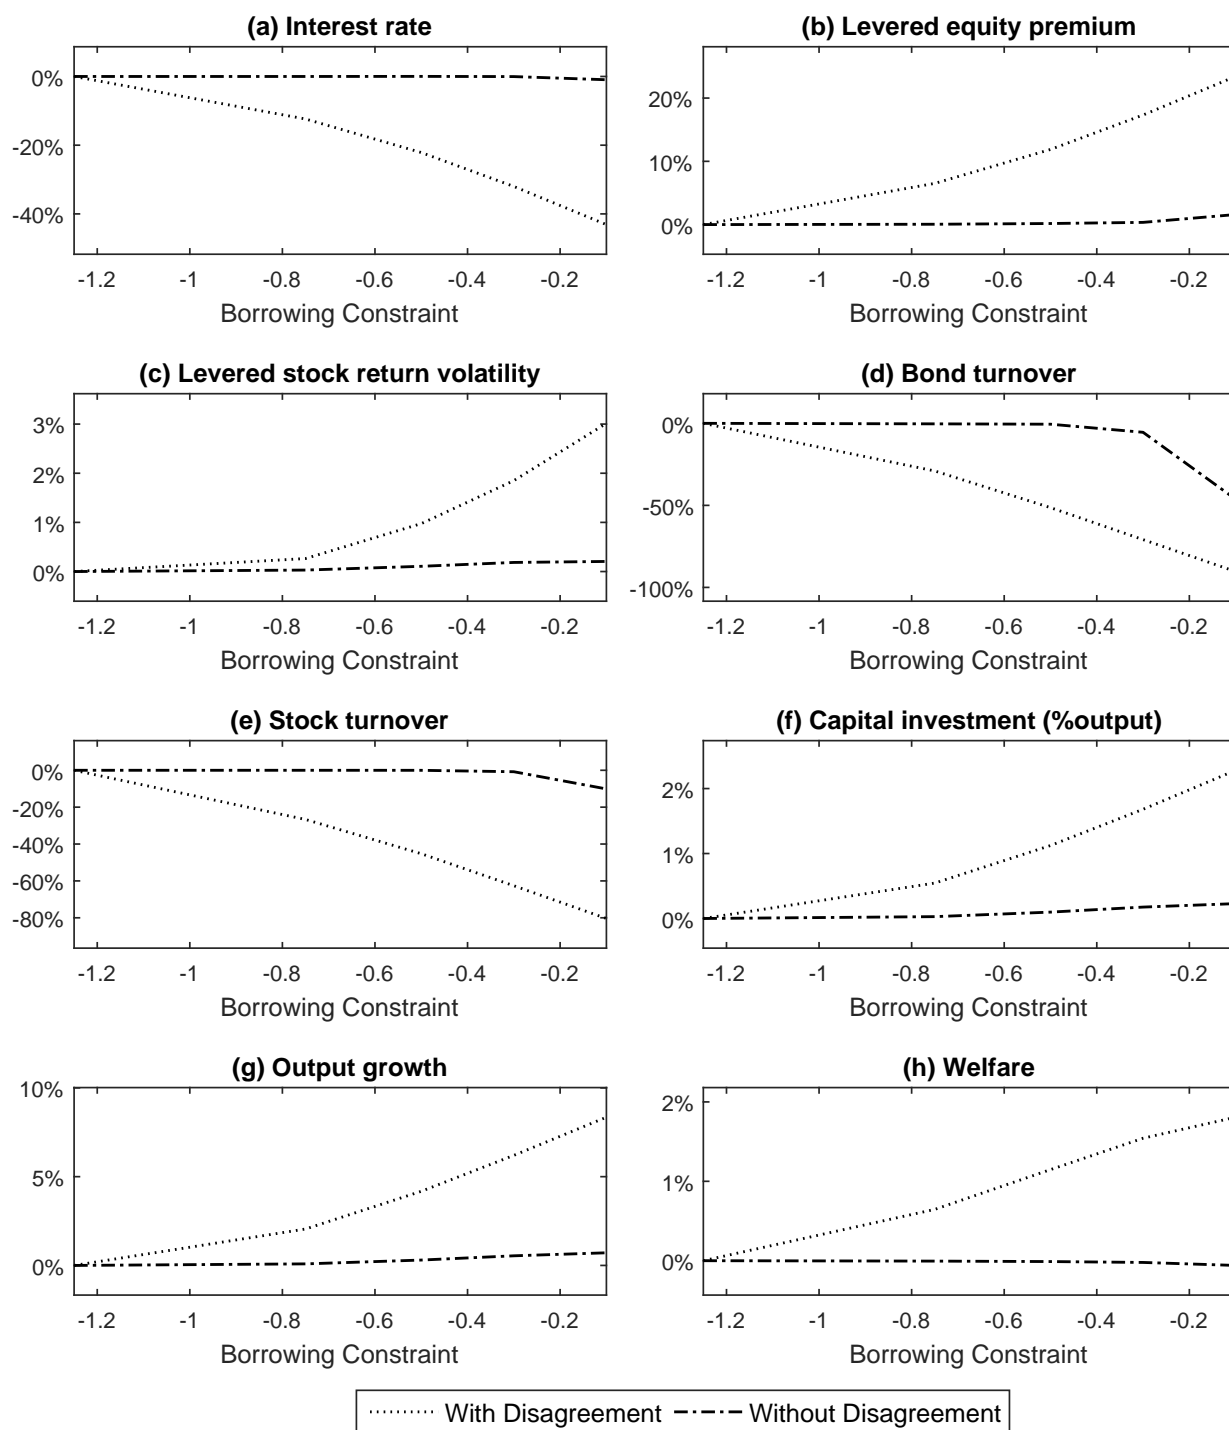 (a) Interest rate
0%
-20%
-40%
-1.2 -1 -0.8 -0.6 -0.4 -0.2
Borrowing Constraint
(b) Levered equity premium
20%
10%
0%
-1.2 -1 -0.8 -0.6 -0.4 -0.2
Borrowing Constraint
(c) Levered stock return volatility
3%
2%
1%
0%
-1.2 -1 -0.8 -0.6 -0.4 -0.2
Borrowing Constraint
(d) Bond turnover
0%
-50%
-100%
-1.2 -1 -0.8 -0.6 -0.4 -0.2
Borrowing Constraint
(e) Stock turnover
0%
-20%
-40%
-60%
-80%
-1.2 -1 -0.8 -0.6 -0.4 -0.2
Borrowing Constraint
(f) Capital investment (%output)
2%
1%
0%
-1.2 -1 -0.8 -0.6 -0.4 -0.2
Borrowing Constraint
(g) Output growth
10%
5%
0%
-1.2 -1 -0.8 -0.6 -0.4 -0.2
Borrowing Constraint
(h) Welfare
2%
1%
0%
-1.2 -1 -0.8 -0.6 -0.4 -0.2
Borrowing Constraint
With Disagreement Without Disagreement